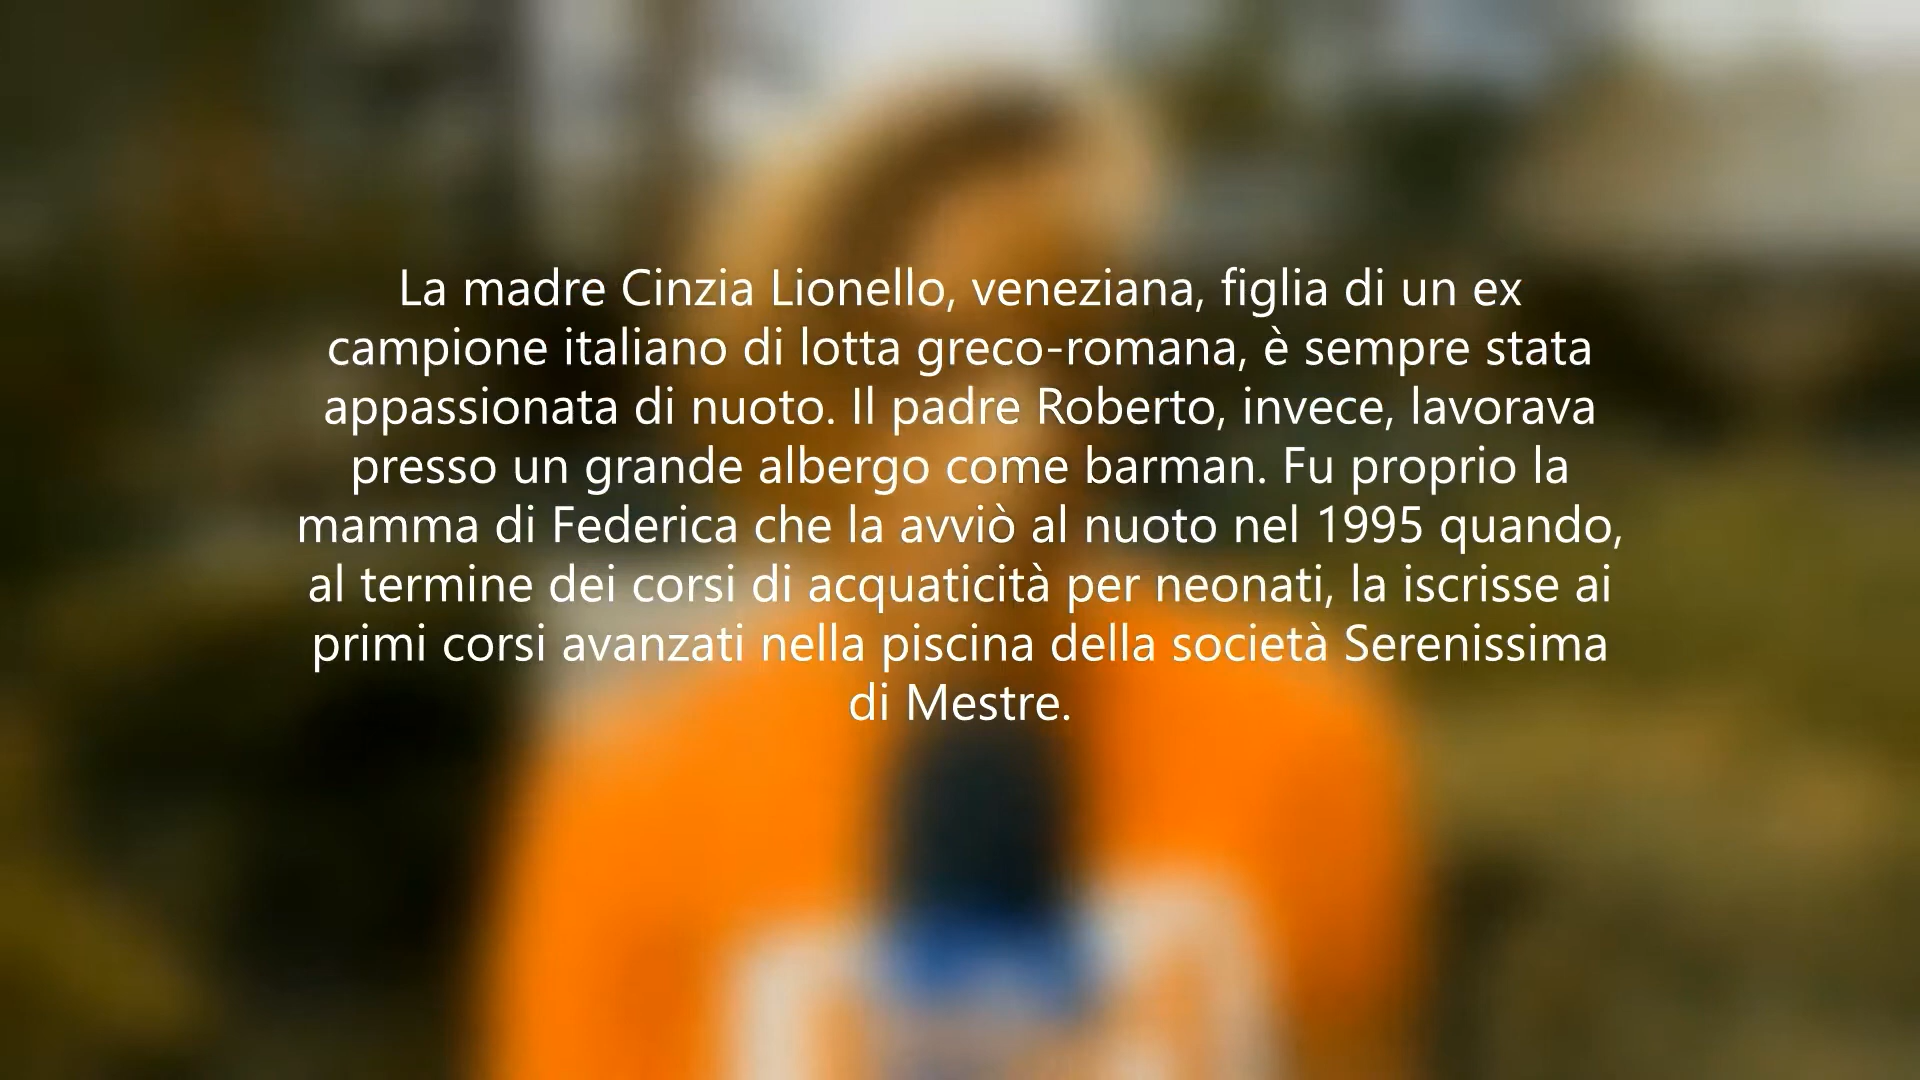 La madre Cinzia Lionello, veneziana, figlia di un ex
campione italiano di lotta greco-romana, è sempre stata
appassionata di nuoto. Il padre Roberto, invece, lavorava
presso un grande albergo come barman. Fu proprio la
mamma di Federica che la avviò al nuoto nel 1995 quando,
al termine dei corsi di acquaticità per neonati, la iscrisse ai
primi corsi avanzati nella piscina della società Serenissima
di Mestre.